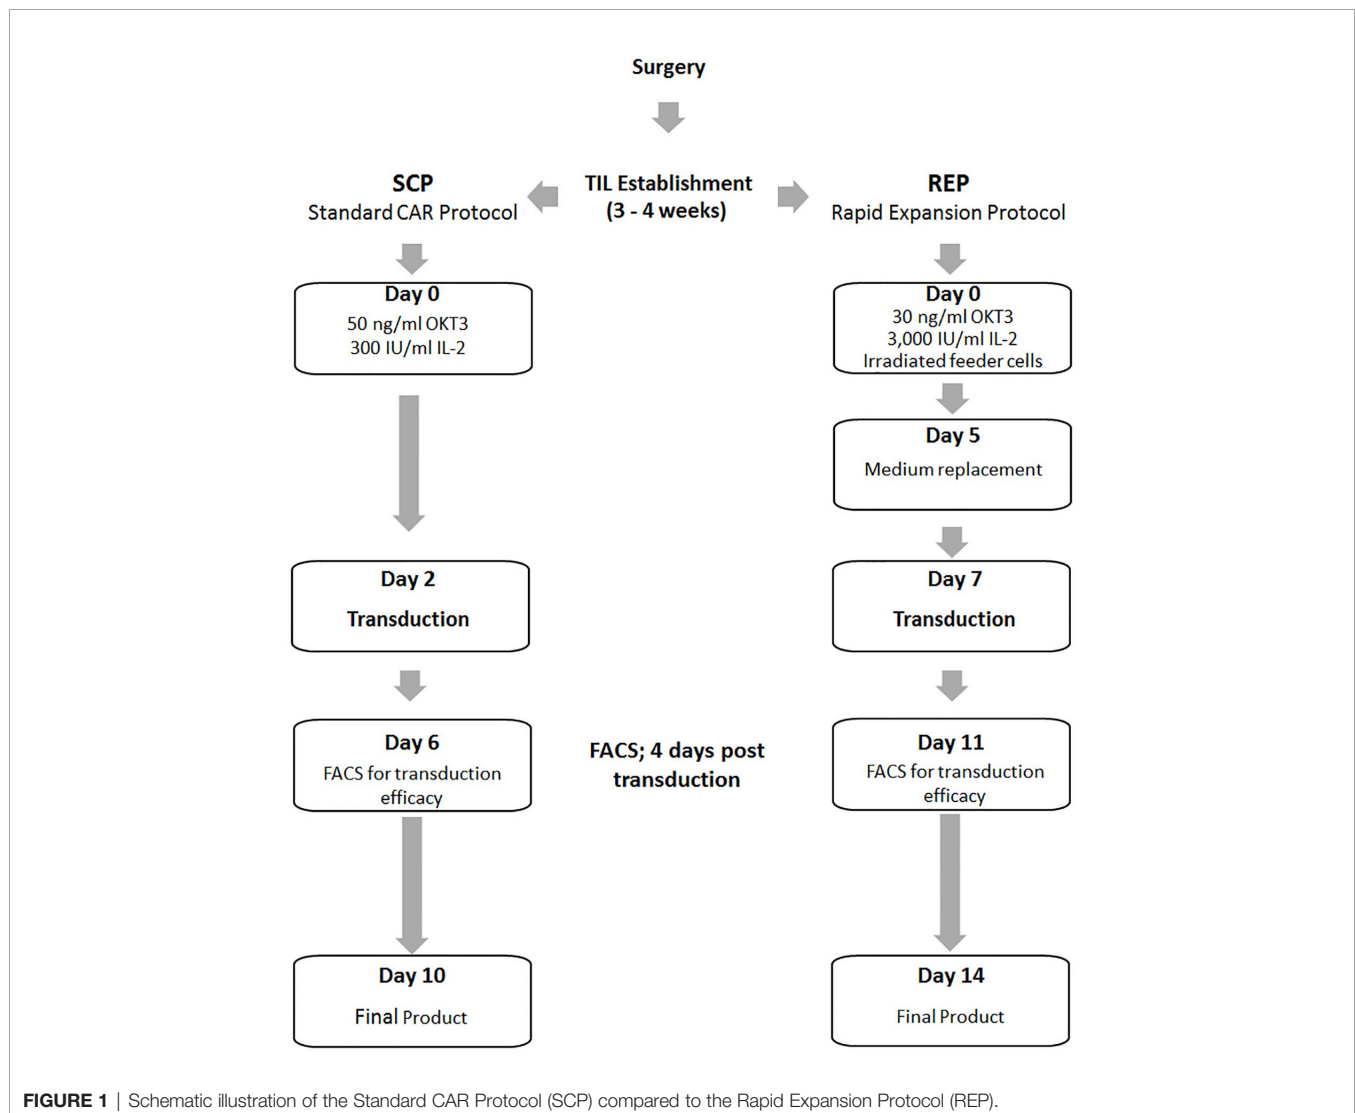 Surgery
TIL Establishment
(3 - 4 weeks)
SCP
Standard CAR Protocol
Day 0
50 ng/ml OKT3
300 IU/ml IL-2
Day 2
Transduction
Day 6
FACS for transduction
efficacy
Day 10
Final Product
FACS; 4 days post
transduction
REP
Rapid Expansion Protocol
Day 0
30 ng/ml OKT3
3,000 IU/ml IL-2
Irradiated feeder cells
Day 5
Medium replacement
Day 7
Transduction
Day 11
FACS for transduction
efficacy
Day 14
Final Product
FIGURE 1 | Schematic illustration of the Standard CAR Protocol (SCP) compared to the Rapid Expansion Protocol (REP).